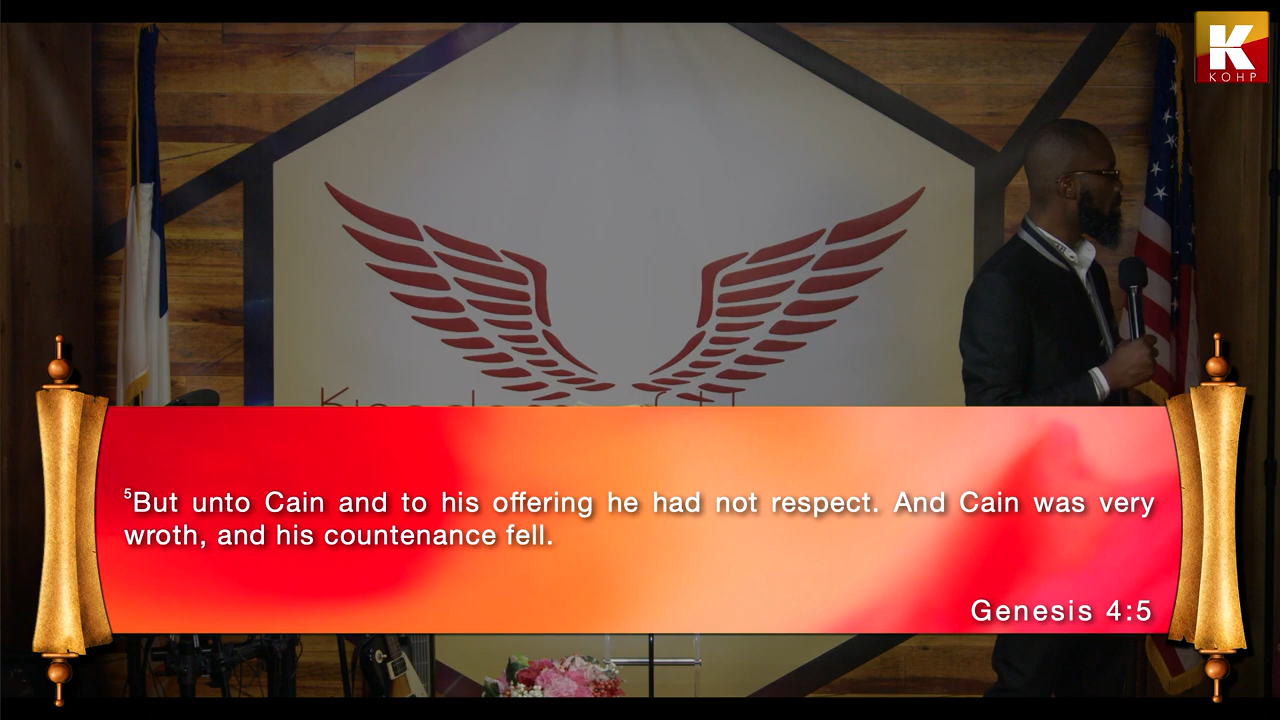 K
KOHP
⁵But unto Cain and to his offering he had not respect. And Cain was very
wroth, and his countenance fell.
Genesis 4:5